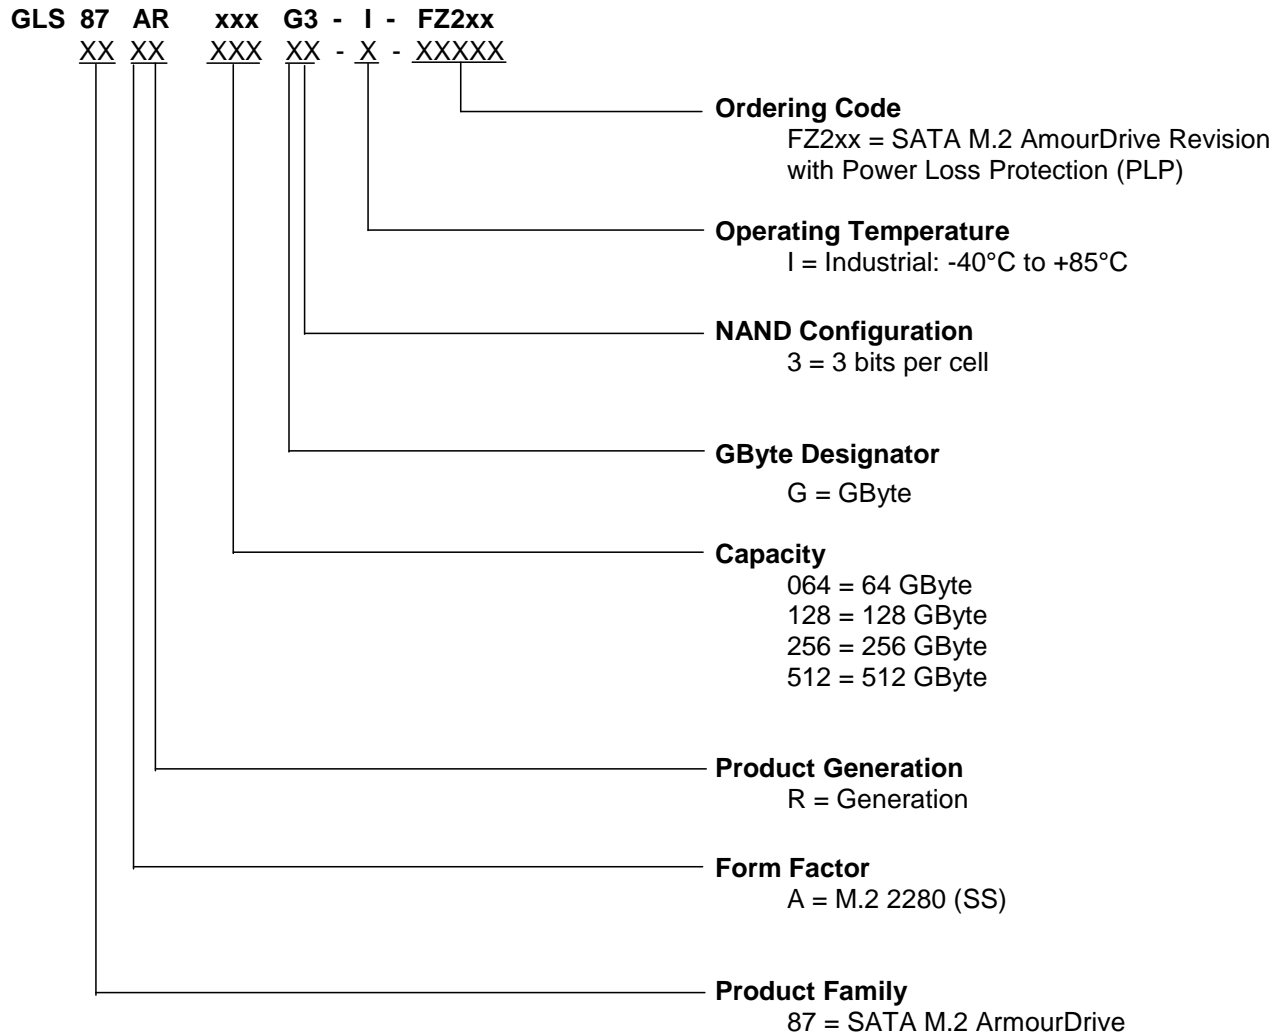 GLS 87 AR xxx G3 - I - FZ2xx
XX XX XXX XX - X - XXXXX
Ordering Code
FZ2xx = SATA M.2 AmourDrive Revision
with Power Loss Protection (PLP)
Operating Temperature
I = Industrial: -40°C to +85°C
NAND Configuration
3 = 3 bits per cell
GByte Designator
G = GByte
Capacity
064 = 64 GByte
128 = 128 GByte
256 = 256 GByte
512 = 512 GByte
Product Generation
R = Generation
Form Factor
A = M.2 2280 (SS)
Product Family
87 = SATA M.2 ArmourDrive